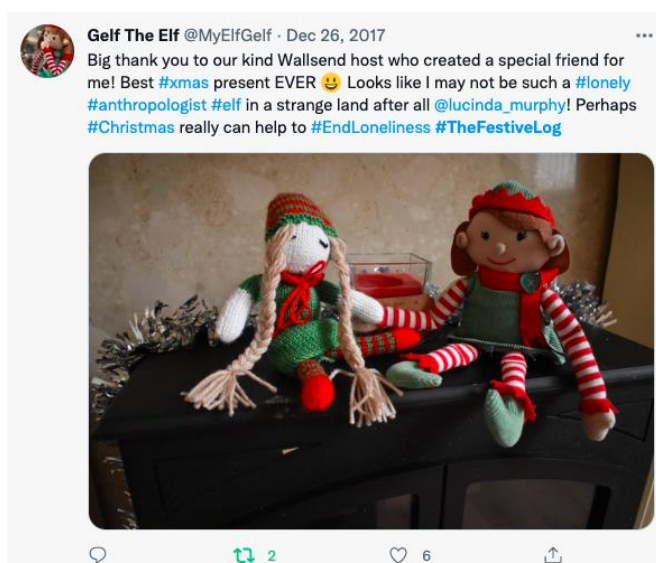 Gelf The Elf @MyElfGelf · Dec 26, 2017
Big thank you to our kind Wallsend host who created a special friend for
me! Best #xmas present EVER 😃 Looks like I may not be such a #lonely
#anthropologist #elf in a strange land after all @lucinda_murphy! Perhaps
#Christmas really can help to #EndLoneliness #TheFestiveLog
2 6